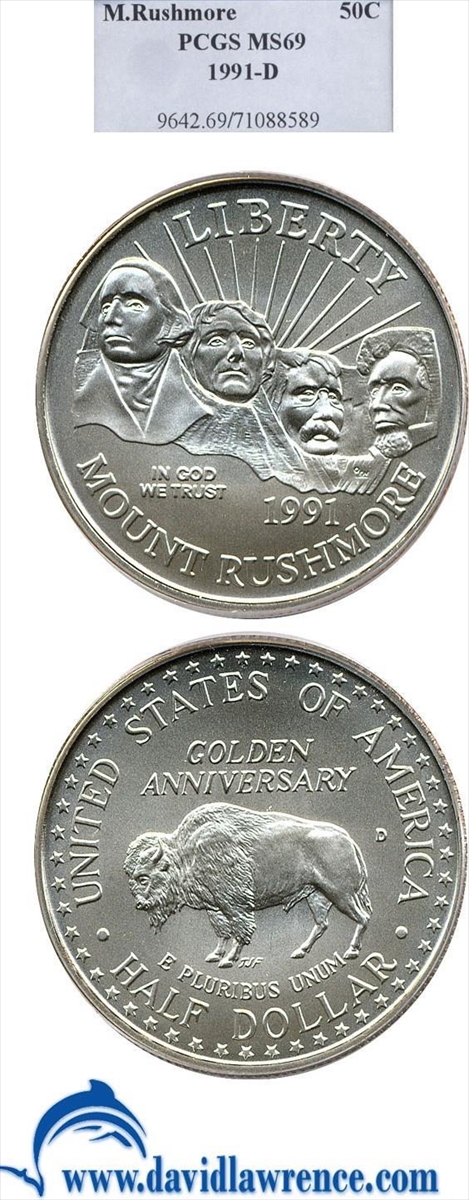 M.Rushmore 50C
PCGS MS69
1991-D
9642.69/71088589
LIBERTY
IN GOD
WE TRUST
1991
MOUNT RUSHMORE
UNITED STATES OF AMERICA
GOLDEN
ANNIVERSARY
D
TJF
E PLURIBUS UNUM
HALF DOLLAR
www.davidlawrence.com